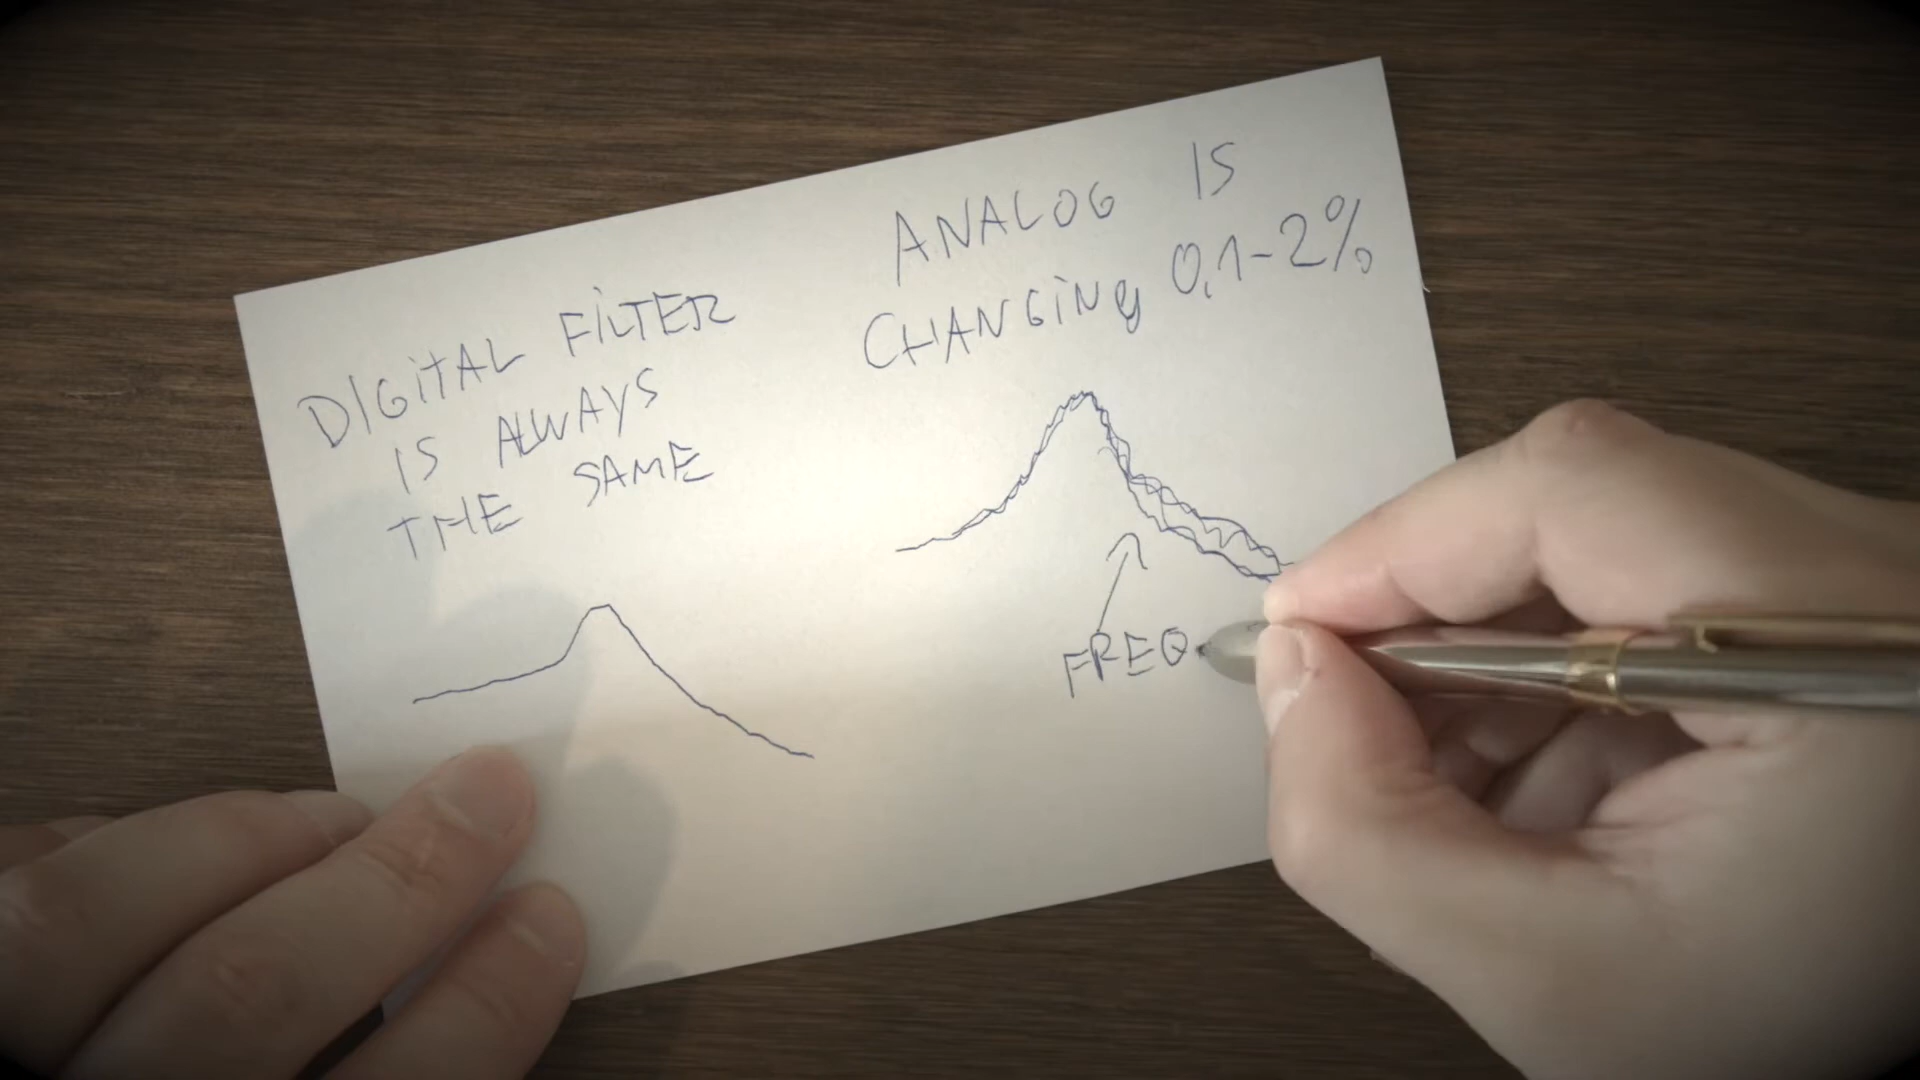 DIGITAL FILTER
IS ALWAYS
THE SAME
ANALOG IS
CHANGING 0,1-2%
FREQ